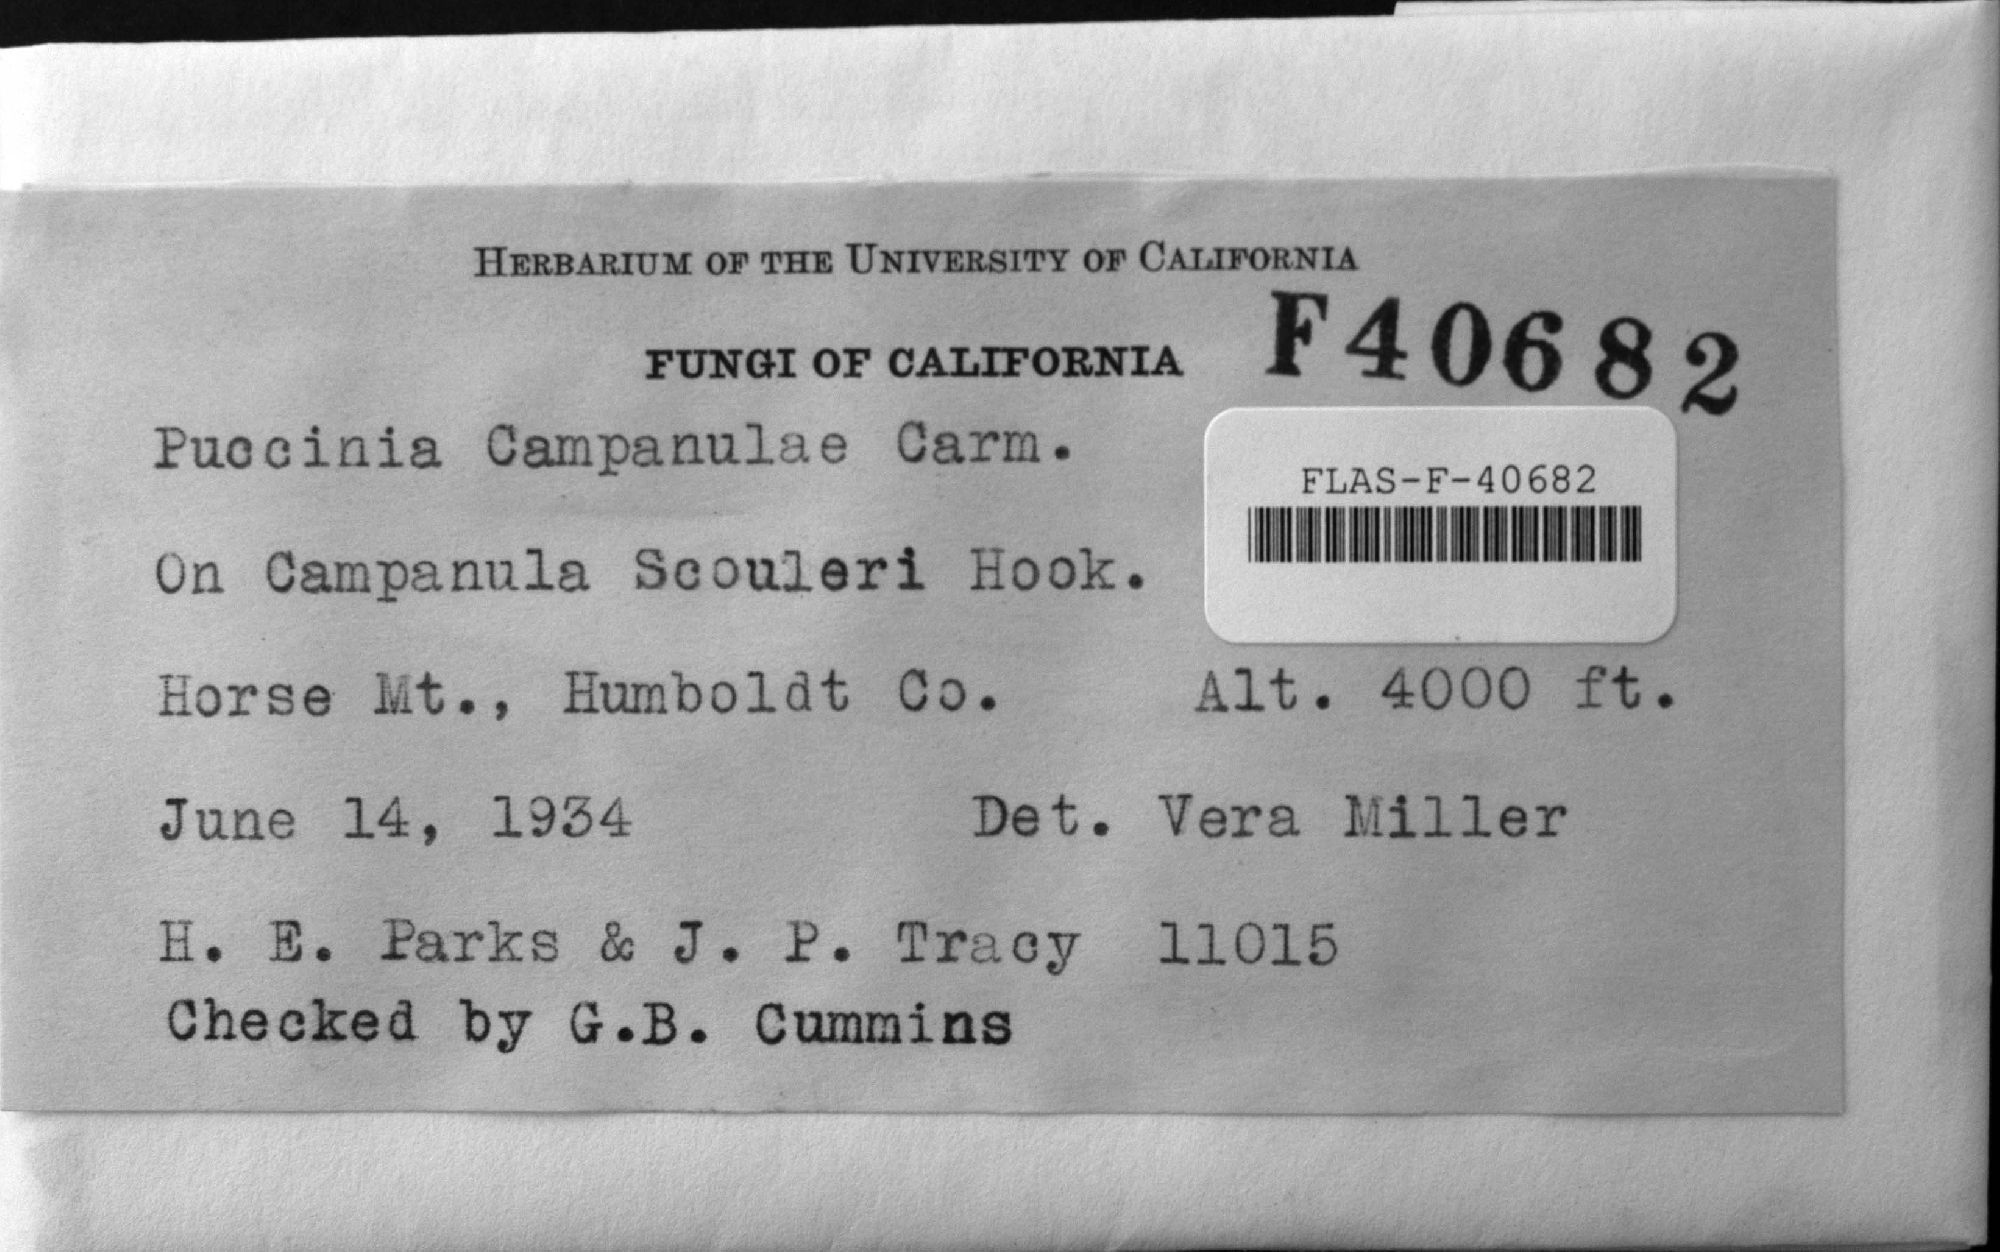 HERBARIUM OF THE UNIVERSITY OF CALIFORNIA
FUNGI OF CALIFORNIA F40682
Puccinia Campanulae Carm.
FLAS-F-40682
On Campanula Scouleri Hook.
Horse Mt., Humboldt Co. Alt. 4000 ft.
June 14, 1934 Det. Vera Miller
H. E. Parks & J. P. Tracy 11015
Checked by G.B. Cummins